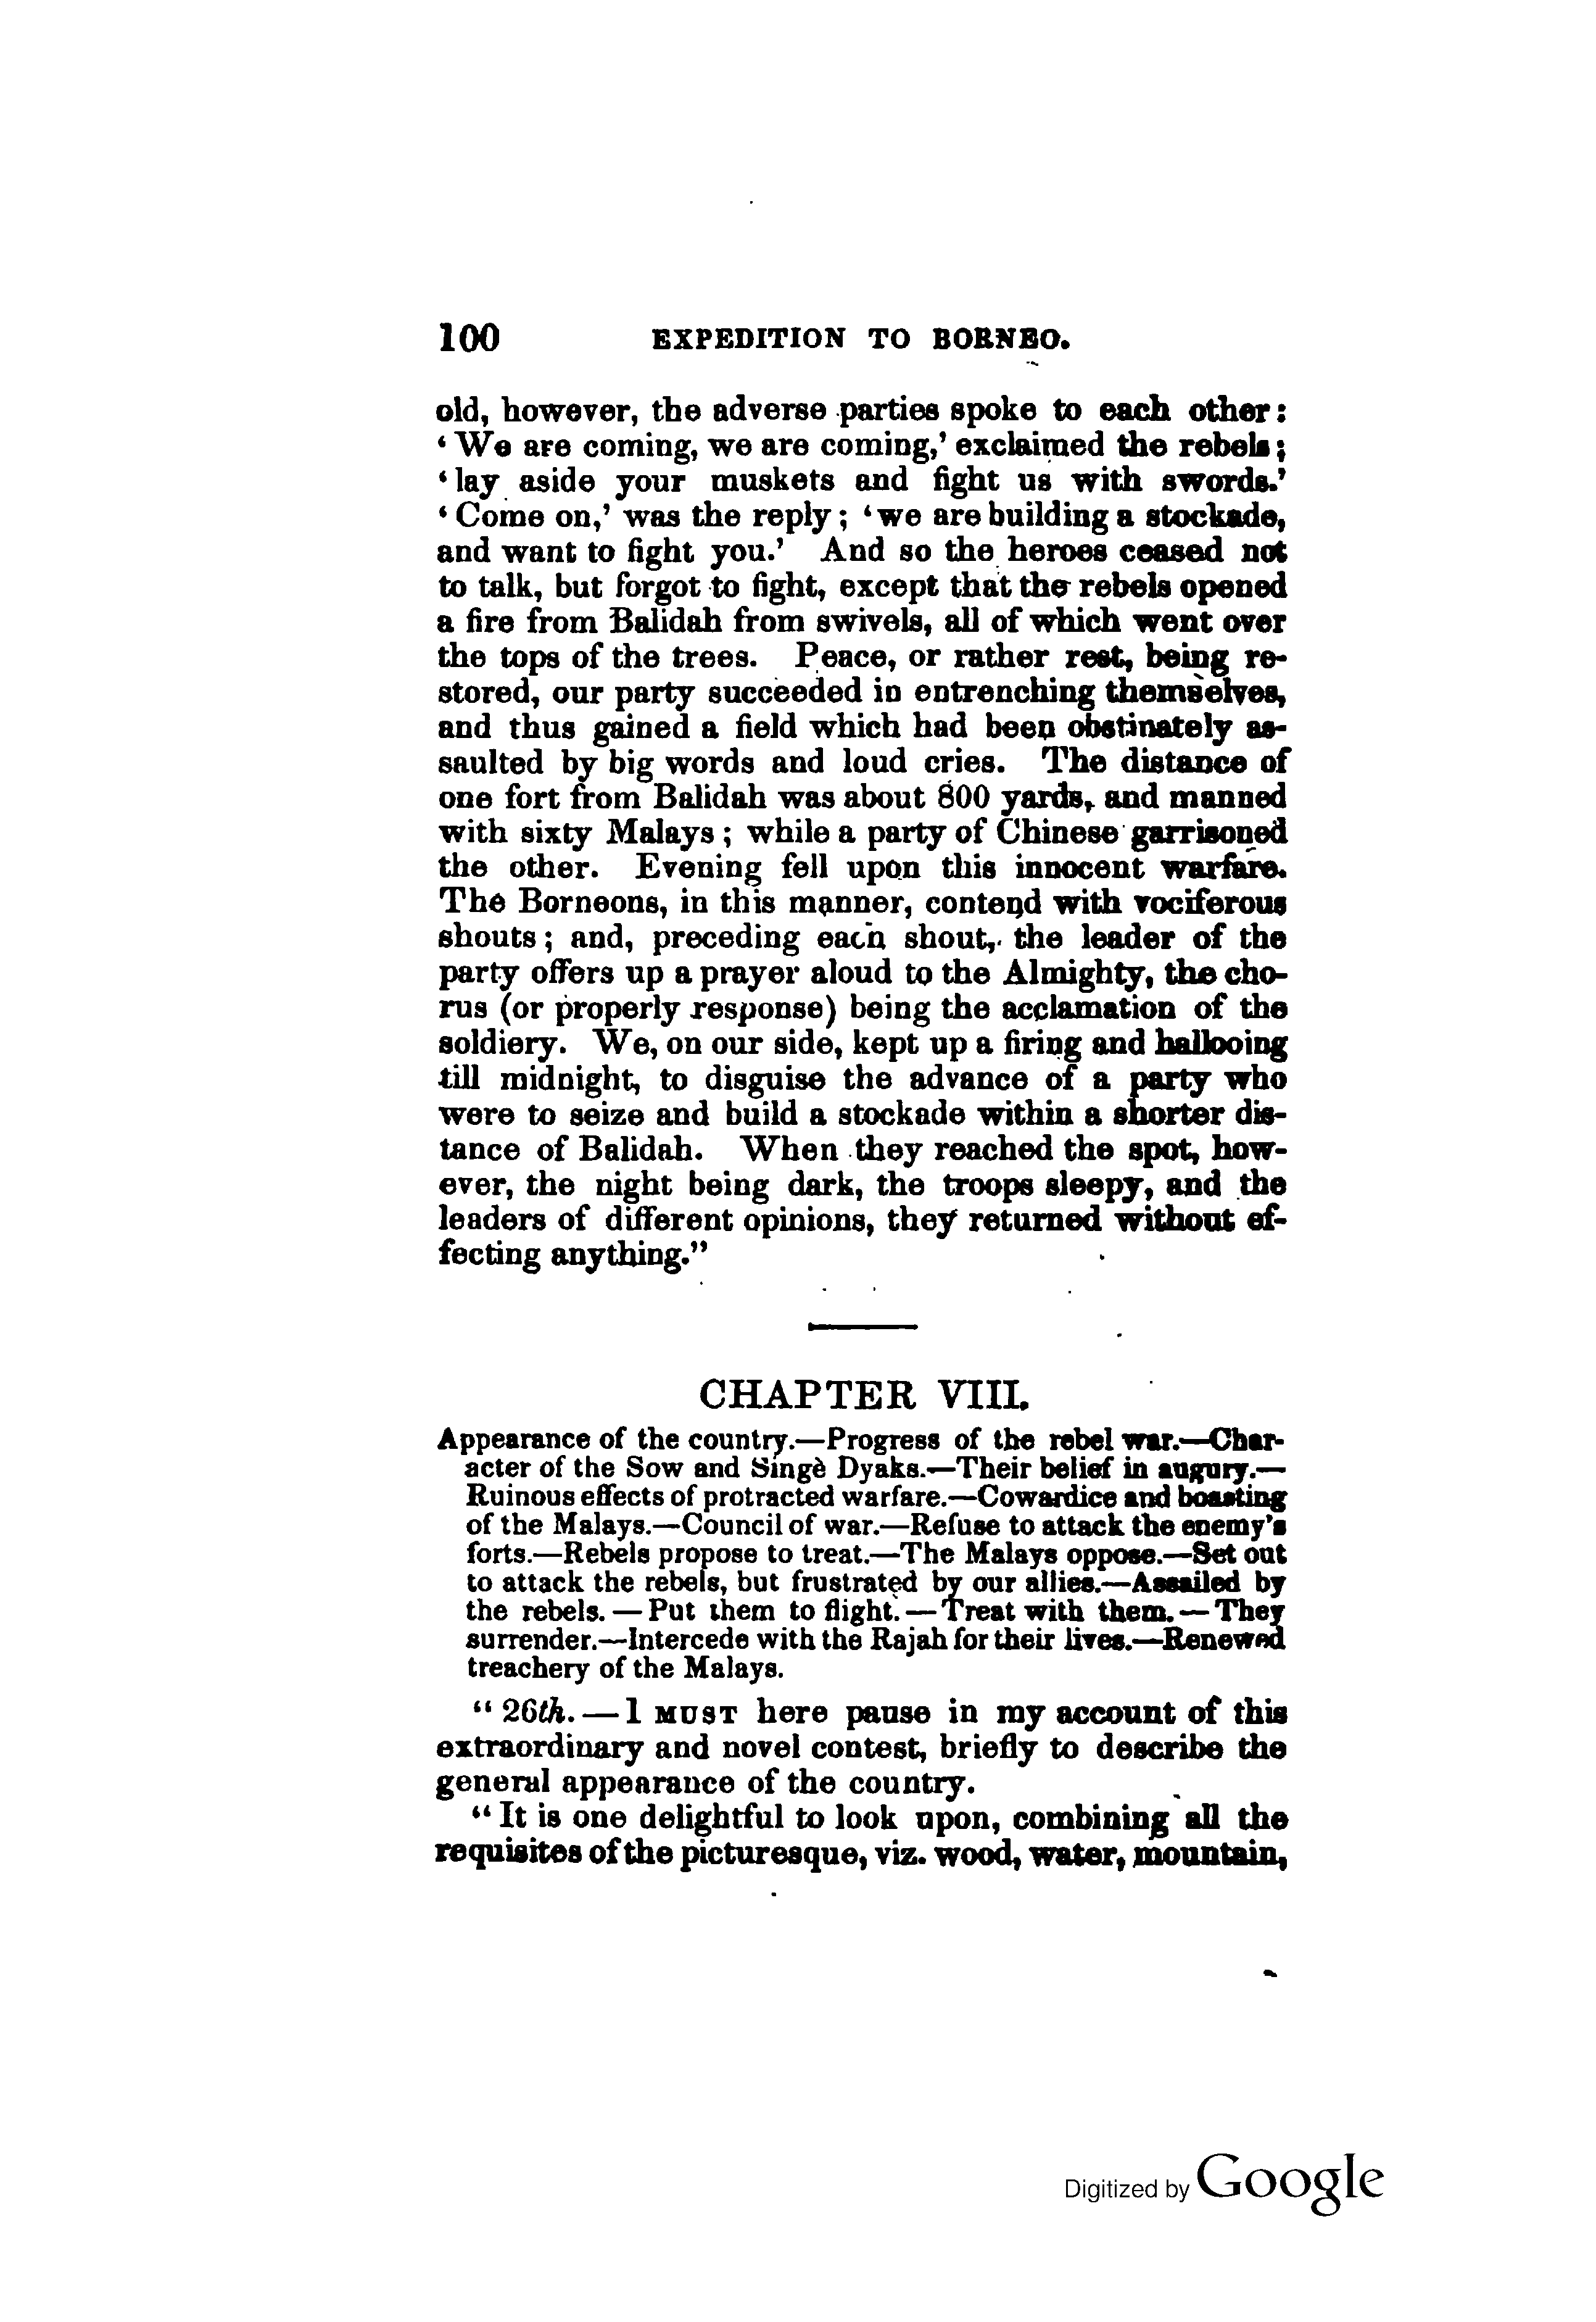 100 EXPEDITION TO BORNEO.
old, however, the adverse parties spoke to each other:
‘We are coming, we are coming,’ exclaimed the rebels;
‘lay aside your muskets and fight us with swords.’
‘Come on,’ was the reply; ‘we are building a stockade,
and want to fight you.’ And so the heroes ceased not
to talk, but forgot to fight, except that the rebels opened
a fire from Balidah from swivels, all of which went over
the tops of the trees. Peace, or rather rest, being re-
stored, our party succeeded in entrenching themselves,
and thus gained a field which had been obstinately as-
saulted by big words and loud cries. The distance of
one fort from Balidah was about 800 yards, and manned
with sixty Malays; while a party of Chinese garrisoned
the other. Evening fell upon this innocent warfare.
The Borneons, in this manner, contend with vociferous
shouts; and, preceding each shout, the leader of the
party offers up a prayer aloud to the Almighty, the cho-
rus (or properly response) being the acclamation of the
soldiery. We, on our side, kept up a firing and hallooing
till midnight, to disguise the advance of a party who
were to seize and build a stockade within a shorter dis-
tance of Balidah. When they reached the spot, how-
ever, the night being dark, the troops sleepy, and the
leaders of different opinions, they returned without ef-
fecting anything.”
CHAPTER VIII.
Appearance of the country.—Progress of the rebel war.—Char-
acter of the Sow and Singè Dyaks.—Their belief in augury.—
Ruinous effects of protracted warfare.—Cowardice and boasting
of the Malays.—Council of war.—Refuse to attack the enemy’s
forts.—Rebels propose to treat.—The Malays oppose.—Set out
to attack the rebels, but frustrated by our allies.—Assailed by
the rebels.—Put them to flight.—Treat with them.—They
surrender.—Intercede with the Rajah for their lives.—Renewed
treachery of the Malays.
“26th.—I MUST here pause in my account of this
extraordinary and novel contest, briefly to describe the
general appearance of the country.
“It is one delightful to look upon, combining all the
requisites of the picturesque, viz. wood, water, mountain,
Digitized by Google